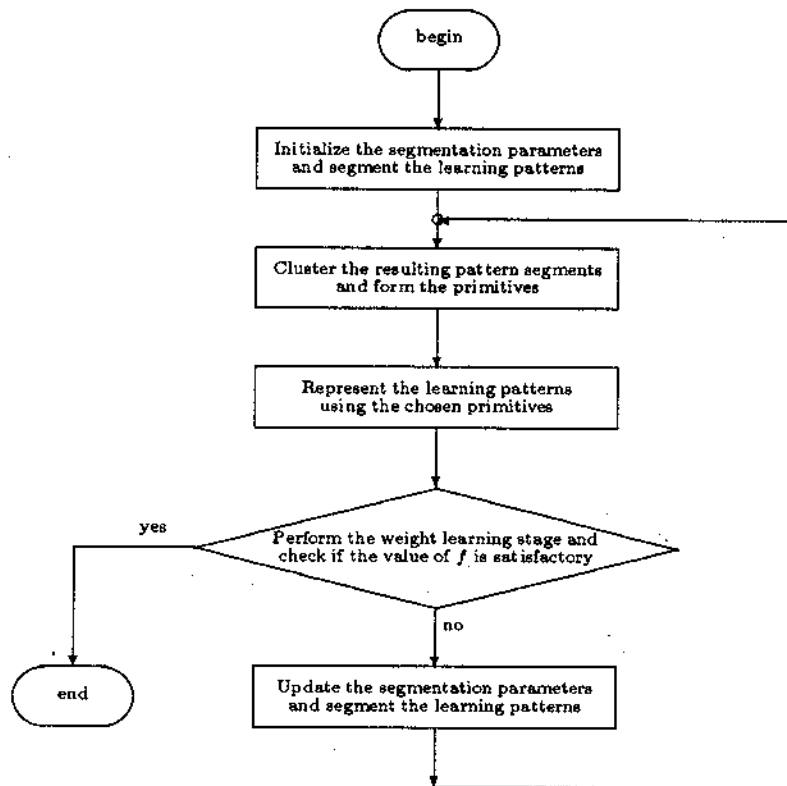 begin
Initialize the segmentation parameters
and segment the learning patterns
Cluster the resulting pattern segments
and form the primitives
Represent the learning patterns
using the chosen primitives
yes
Perform the weight learning stage and
check if the value of f is satisfactory
no
end
Update the segmentation parameters
and segment the learning patterns